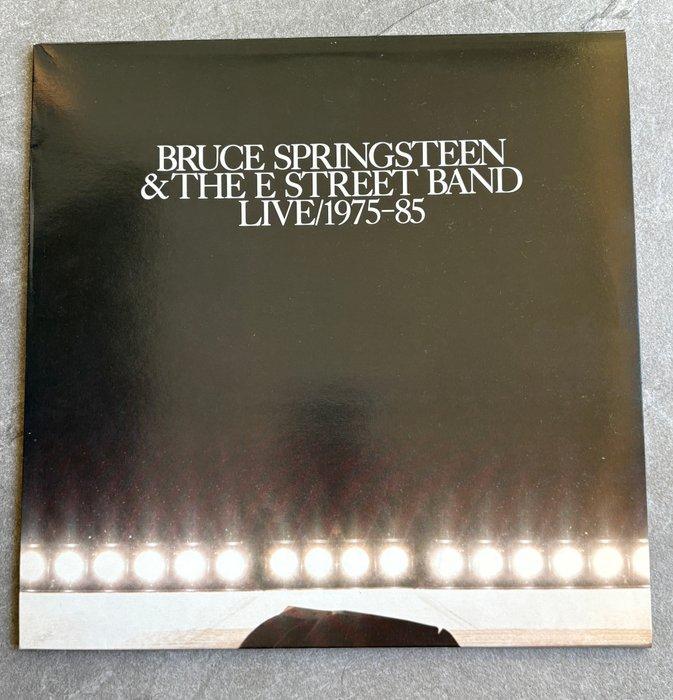 BRUCE SPRINGSTEEN
& THE E STREET BAND
LIVE/1975–85